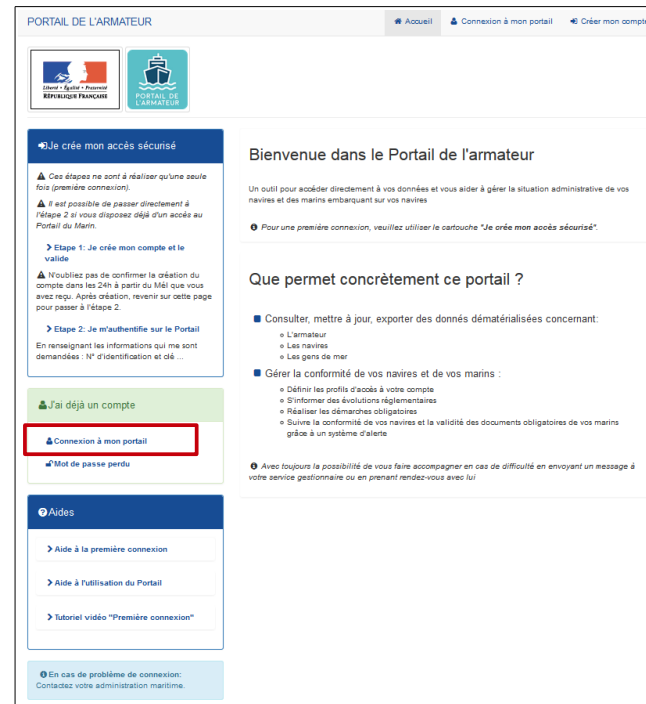 PORTAIL DE L'ARMATEUR
Accueil
Connexion à mon portail
Créer mon compte
Liberté • Égalité • Fraternité
RÉPUBLIQUE FRANÇAISE
PORTAIL DE
L'ARMATEUR
Je crée mon accès sécurisé
Ces étapes ne sont à réaliser qu'une seule
fois (première connexion).
Il est possible de passer directement à
l'étape 2 si vous disposez déjà d'un accès au
Portail du Marin.
Etape 1: Je crée mon compte et le
valide
N'oubliez pas de confirmer la création du
compte dans les 24h à partir du Mèl que vous
avez reçu. Après création, revenir sur cette page
pour passer à l'étape 2.
Etape 2: Je m'authentifie sur le Portail
En renseignant les informations qui me sont
demandées : N° d'identification et clé ...
J'ai déjà un compte
Connexion à mon portail
Mot de passe perdu
Aides
Aide à la première connexion
Aide à l'utilisation du Portail
Tutoriel vidéo "Première connexion"
En cas de problème de connexion:
Contactez votre administration maritime.
Bienvenue dans le Portail de l'armateur
Un outil pour accéder directement à vos données et vous aider à gérer la situation administrative de vos
navires et des marins embarquant sur vos navires
Pour une première connexion, veuillez utiliser le cartouche "Je crée mon accès sécurisé".
Que permet concrètement ce portail ?
Consulter, mettre à jour, exporter des donnés dématérialisées concernant:
L'armateur
Les navires
Les gens de mer
Gérer la conformité de vos navires et de vos marins :
Définir les profils d'accès à votre compte
S'informer des évolutions réglementaires
Réaliser les démarches obligatoires
Suivre la conformité de vos navires et la validité des documents obligatoires de vos marins
grâce à un système d'alerte
Avec toujours la possibilité de vous faire accompagner en cas de difficulté en envoyant un message à
votre service gestionnaire ou en prenant rendez-vous avec lui